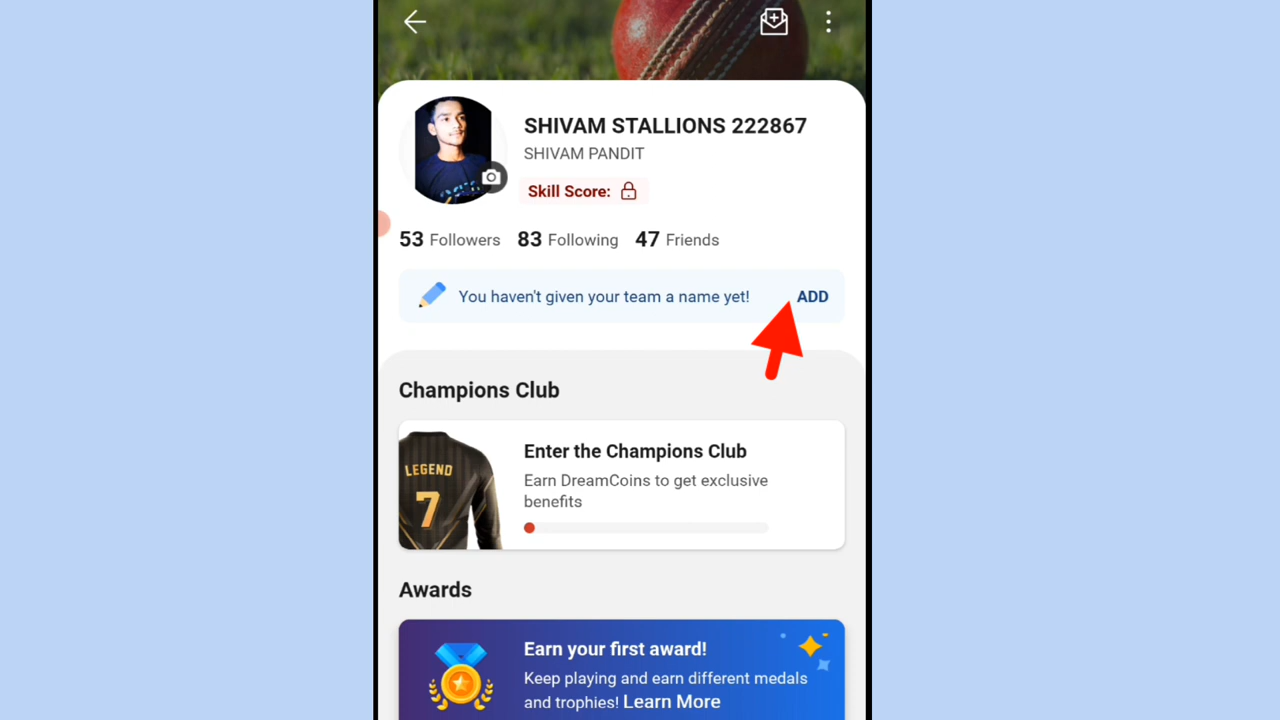 SHIVAM STALLIONS 222867
SHIVAM PANDIT
Skill Score:
53 Followers 83 Following 47 Friends
You haven't given your team a name yet! ADD
Champions Club
LEGEND
7
Enter the Champions Club
Earn DreamCoins to get exclusive
benefits
Awards
Earn your first award!
Keep playing and earn different medals
and trophies! Learn More